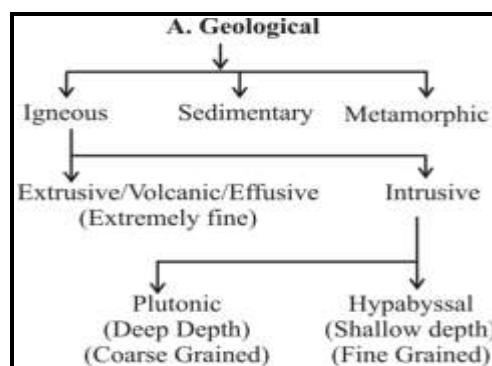 A. Geological
Igneous Sedimentary Metamorphic
Extrusive/Volcanic/Effusive Intrusive
(Extremely fine)
Plutonic Hypabyssal
(Deep Depth) (Shallow depth)
(Coarse Grained) (Fine Grained)